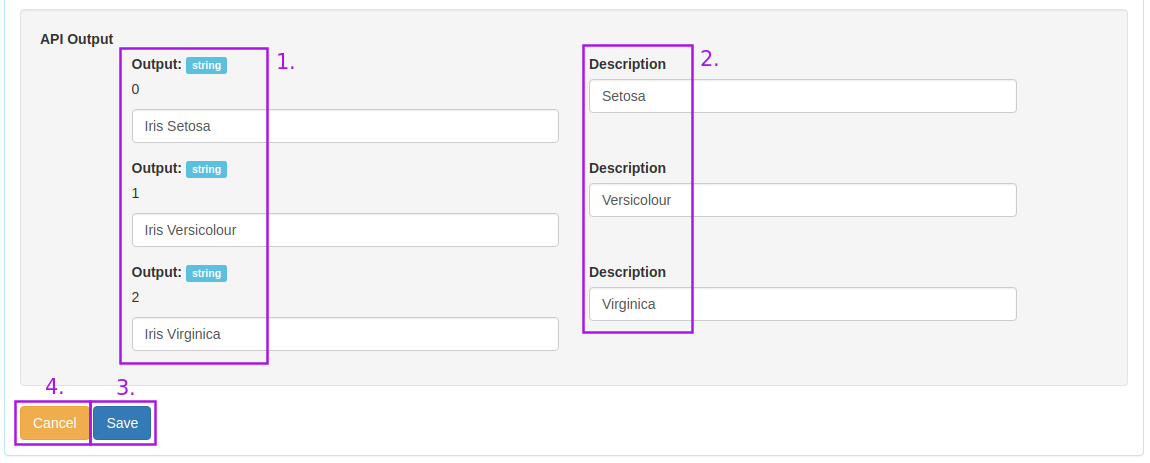 API Output
Output: string 1.
0
Iris Setosa
Description 2.
Setosa
Output: string
1
Iris Versicolour
Description
Versicolour
Output: string
2
Iris Virginica
Description
Virginica
4. 3.
Cancel Save